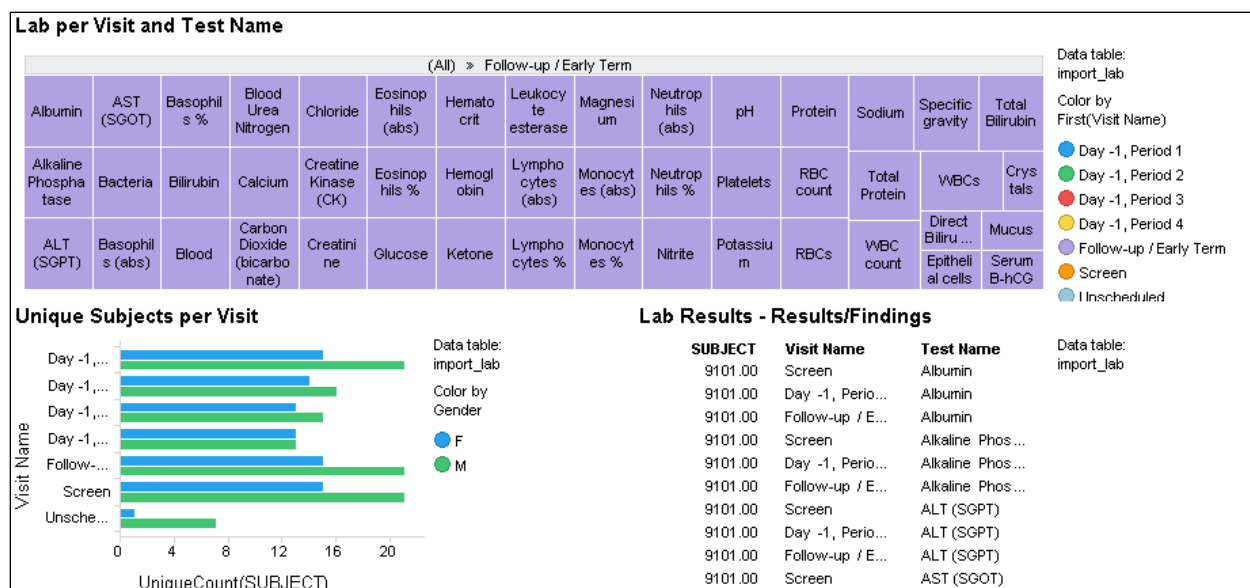 Lab per Visit and Test Name
(All) » Follow-up / Early Term
Albumin
AST
(SGOT)
Basophil
s %
Blood
Urea
Nitrogen
Chloride
Eosinop
hils
(abs)
Hemato
crit
Leukocy
te
esterase
Magnesi
um
Neutrop
hils
(abs)
pH
Protein
Sodium
Specific
gravity
Total
Bilirubin
Alkaline
Phospha
tase
Bacteria
Bilirubin
Calcium
Creatine
Kinase
(CK)
Eosinop
hils %
Hemogl
obin
Lympho
cytes
(abs)
Monocyt
es (abs)
Neutrop
hils %
Platelets
RBC
count
Total
Protein
WBCs
Crys
tals
ALT
(SGPT)
Basophil
s (abs)
Blood
Carbon
Dioxide
(bicarbo
nate)
Creatini
ne
Glucose
Ketone
Lympho
cytes %
Monocyt
es %
Nitrite
Potassiu
m
RBCs
WBC
count
Direct
Biliru ...
Mucus
Epitheli
al cells
Serum
B-hCG
Data table:
import_lab
Color by
First(Visit Name)
Day -1, Period 1
Day -1, Period 2
Day -1, Period 3
Day -1, Period 4
Follow-up / Early Term
Screen
Unscheduled
Unique Subjects per Visit
Visit Name
Day -1,...
Day -1,...
Day -1,...
Day -1,...
Follow-...
Screen
Unsche...
0 4 8 12 16 20
UniqueCount(SUBJECT)
Data table:
import_lab
Color by
Gender
F
M
Lab Results - Results/Findings
SUBJECT Visit Name Test Name
9101.00 Screen Albumin
9101.00 Day -1, Perio... Albumin
9101.00 Follow-up / E... Albumin
9101.00 Screen Alkaline Phos...
9101.00 Day -1, Perio... Alkaline Phos...
9101.00 Follow-up / E... Alkaline Phos...
9101.00 Screen ALT (SGPT)
9101.00 Day -1, Perio... ALT (SGPT)
9101.00 Follow-up / E... ALT (SGPT)
9101.00 Screen AST (SGOT)
Data table:
import_lab